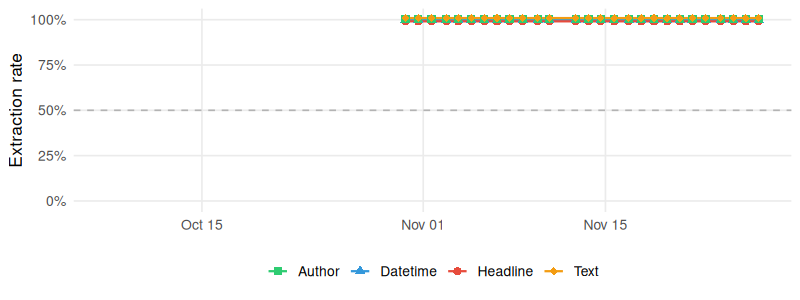 Extraction rate
100%
75%
50%
25%
0%
Oct 15 Nov 01 Nov 15
Author Datetime Headline Text